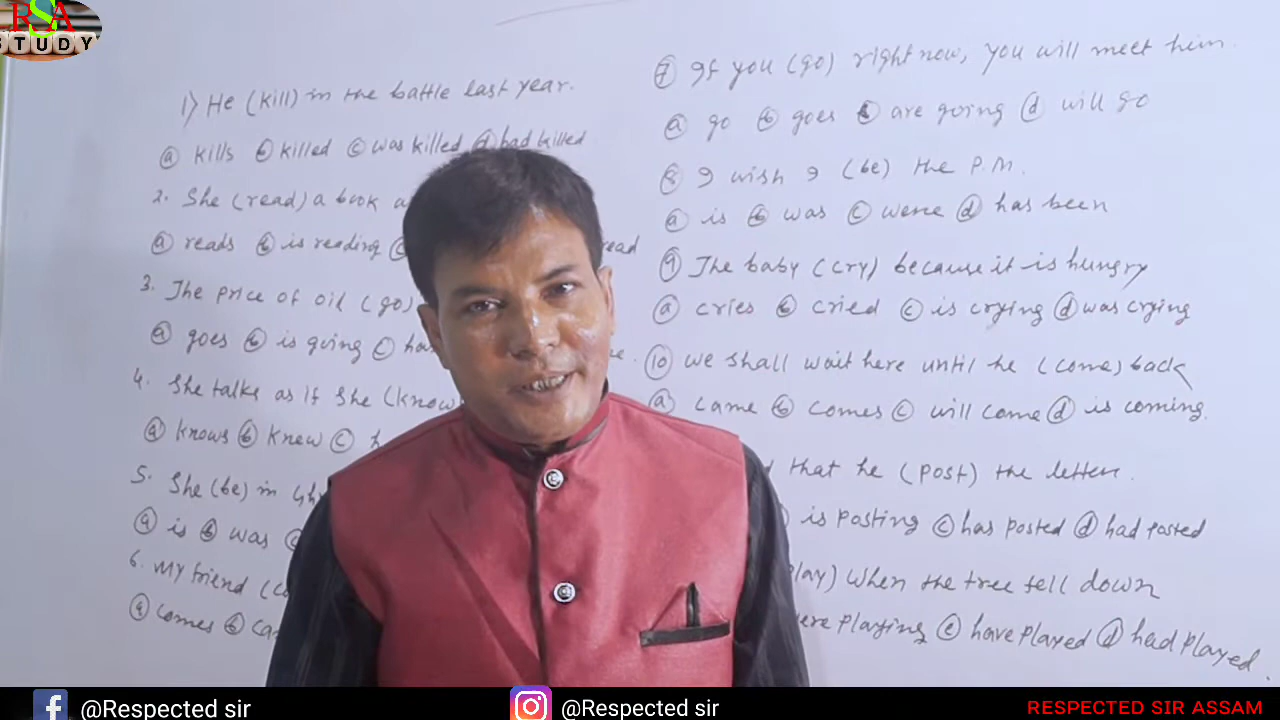 RSA
STUDY
1) He (kill) in the battle last year.
ⓐ kills ⓑ killed ⓒ was killed ⓓ had killed
2. She (read) a book
ⓐ reads ⓑ is reading read
3. The price of oil (go)
ⓐ goes ⓑ is going ⓒ
4. She talks as if she (know
ⓐ knows ⓑ knew ⓒ
5. She (be) in
ⓐ is ⓑ was
6. My friend
ⓐ comes ⓑ
⑦ If you (go) right now, you will meet him.
ⓐ go ⓑ goes ⓒ are going ⓓ will go
⑧ I wish I (be) the P.M.
ⓐ is ⓑ was ⓒ were ⓓ has been
⑨ The baby (cry) because it is hungry
ⓐ cries ⓑ cried ⓒ is crying ⓓ was crying
⑩ We shall wait here until he (come) back
ⓐ came ⓑ comes ⓒ will come ⓓ is coming.
that he (post) the letter.
is posting ⓒ has posted ⓓ had posted
play) when the tree fell down
were playing ⓒ have played ⓓ had played.
@Respected sir
@Respected sir
RESPECTED SIR ASSAM